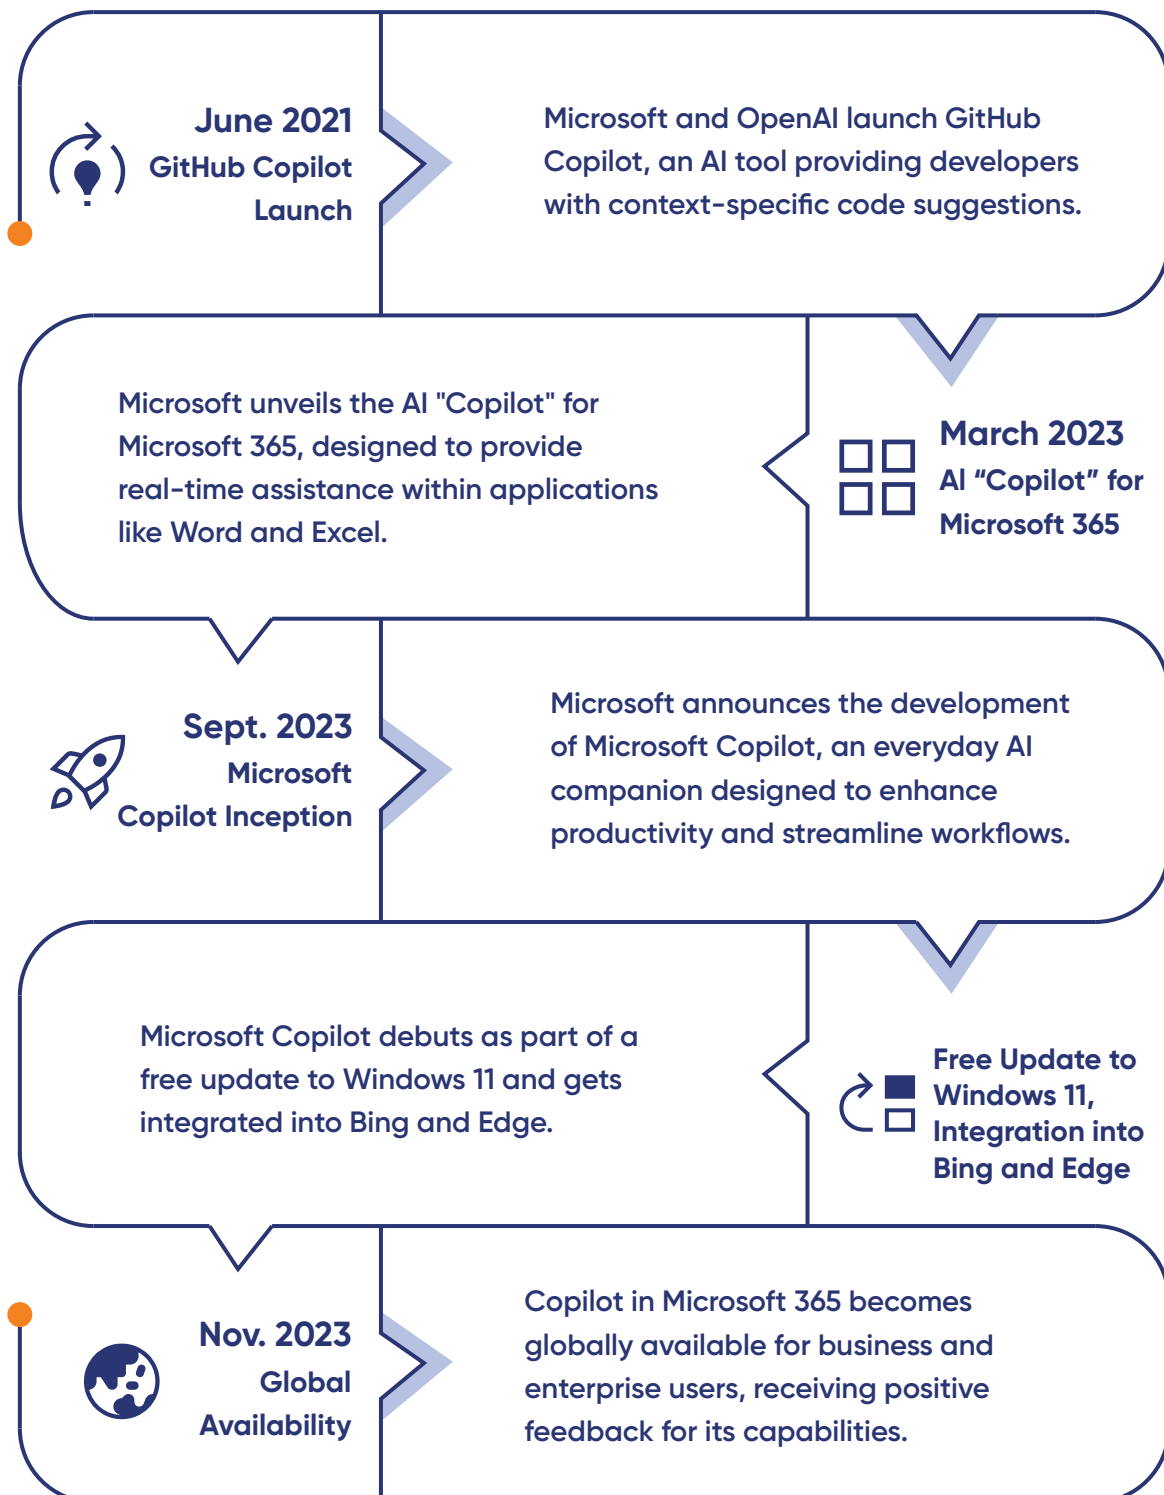 June 2021
GitHub Copilot
Launch
Microsoft and OpenAI launch GitHub
Copilot, an AI tool providing developers
with context-specific code suggestions.
Microsoft unveils the AI "Copilot" for
Microsoft 365, designed to provide
real-time assistance within applications
like Word and Excel.
March 2023
AI “Copilot” for
Microsoft 365
Sept. 2023
Microsoft
Copilot Inception
Microsoft announces the development
of Microsoft Copilot, an everyday AI
companion designed to enhance
productivity and streamline workflows.
Microsoft Copilot debuts as part of a
free update to Windows 11 and gets
integrated into Bing and Edge.
Free Update to
Windows 11,
Integration into
Bing and Edge
Nov. 2023
Global
Availability
Copilot in Microsoft 365 becomes
globally available for business and
enterprise users, receiving positive
feedback for its capabilities.